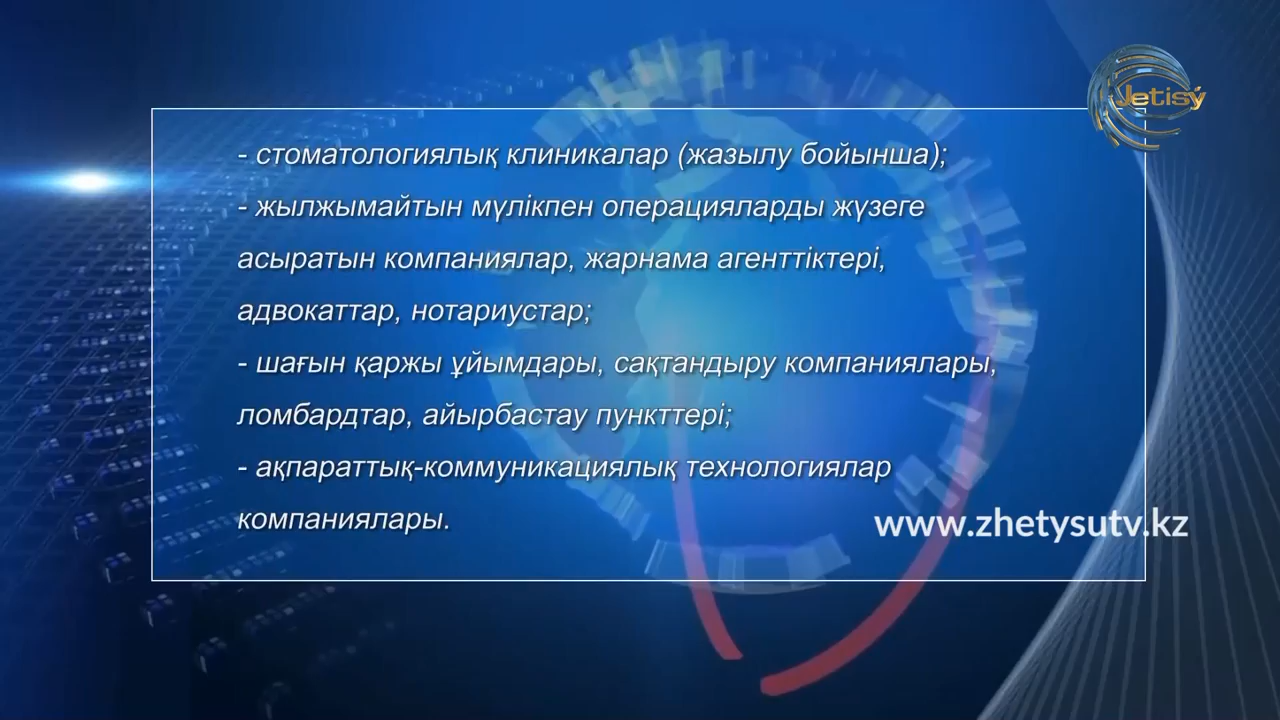 Jetisý
- стоматологиялық клиникалар (жазылу бойынша);
- жылжымайтын мүлікпен операцияларды жүзеге
асыратын компаниялар, жарнама агенттіктері,
адвокаттар, нотариустар;
- шағын қаржы ұйымдары, сақтандыру компаниялары,
ломбардтар, айырбастау пункттері;
- ақпараттық-коммуникациялық технологиялар
компаниялары.
www.zhetysutv.kz